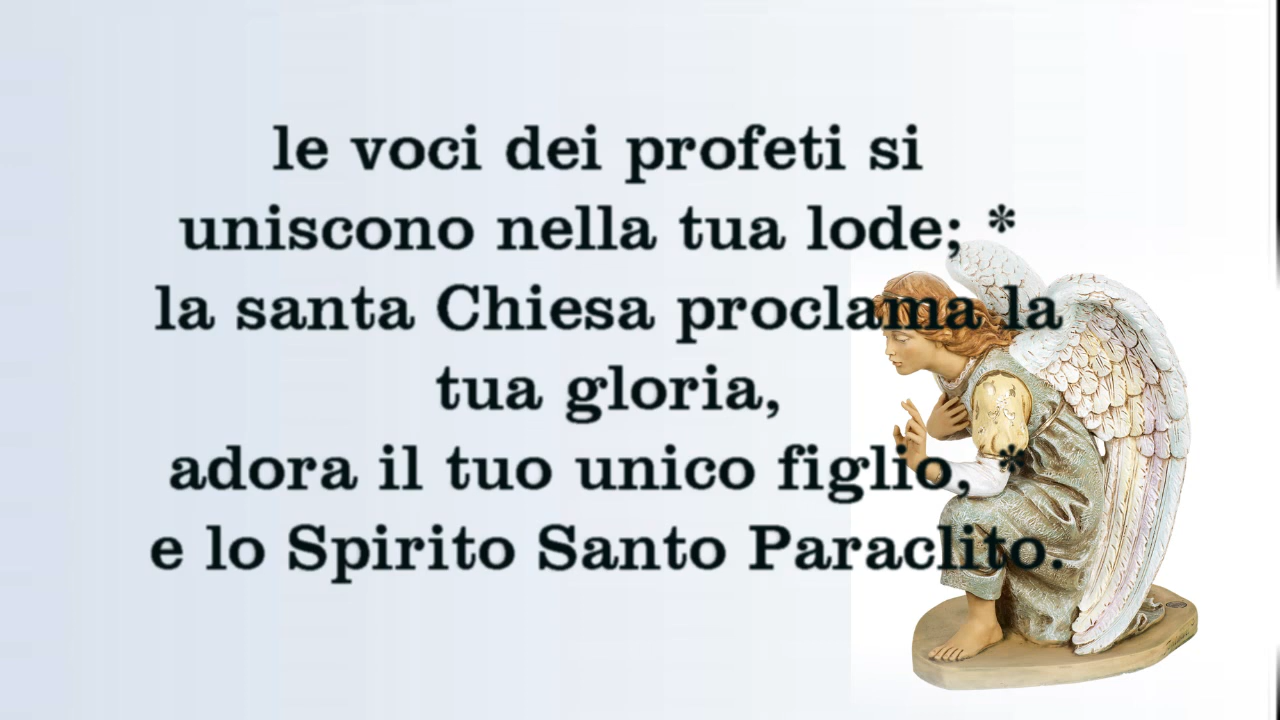 le voci dei profeti si
uniscono nella tua lode; *
la santa Chiesa proclama la
tua gloria,
adora il tuo unico figlio, *
e lo Spirito Santo Paraclito.